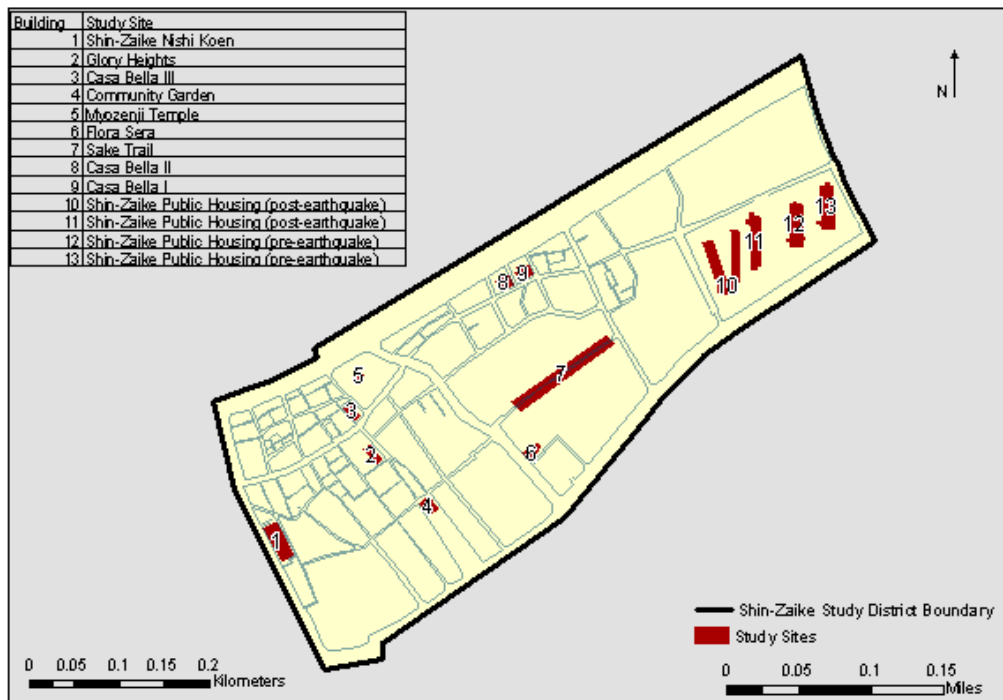 Building Study Site
1 Shin-Zaike Nishi Koen
2 Glory Heights
3 Casa Bella III
4 Community Garden
5 Myozenji Temple
6 Flora Sera
7 Sake Trail
8 Casa Bella II
9 Casa Bella I
10 Shin-Zaike Public Housing (post-earthquake)
11 Shin-Zaike Public Housing (post-earthquake)
12 Shin-Zaike Public Housing (pre-earthquake)
13 Shin-Zaike Public Housing (pre-earthquake)
N
13
12
11
10
9
8
7
5
3
2
6
4
1
Shin-Zaike Study District Boundary
Study Sites
0 0.05 0.1 0.15 0.2
Kilometers
0 0.05 0.1 0.15
Miles